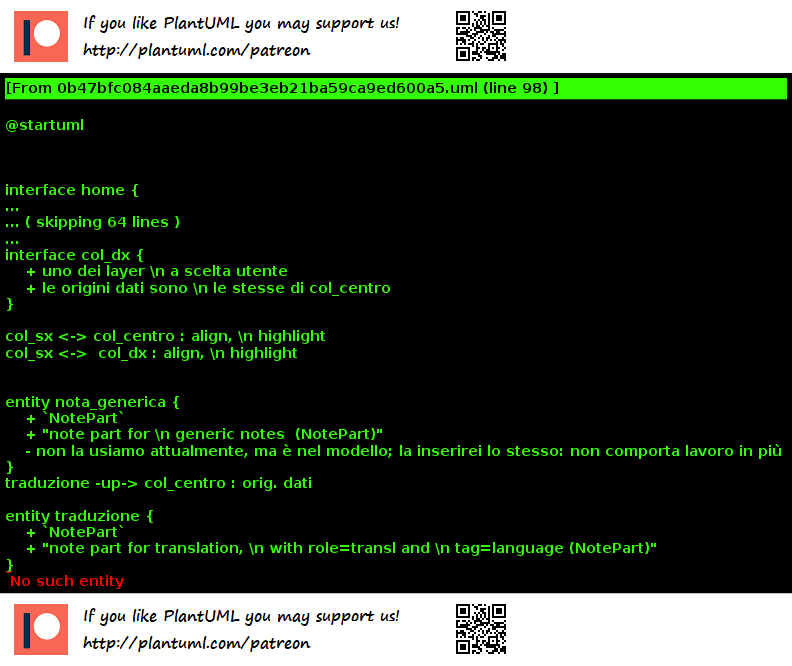 If you like PlantUML you may support us!
http://plantuml.com/patreon
[From 0b47bfc084aaeda8b99be3eb21ba59ca9ed600a5.uml (line 98) ]
@startuml
interface home {
...
... ( skipping 64 lines )
...
interface col_dx {
+ uno dei layer \n a scelta utente
+ le origini dati sono \n le stesse di col_centro
}
col_sx <-> col_centro : align, \n highlight
col_sx <->  col_dx : align, \n highlight
entity nota_generica {
+ `NotePart`
+ "note part for \n generic notes  (NotePart)"
- non la usiamo attualmente, ma è nel modello; la inserirei lo stesso: non comporta lavoro in più
}
traduzione -up-> col_centro : orig. dati
entity traduzione {
+ `NotePart`
+ "note part for translation, \n with role=transl and \n tag=language (NotePart)"
}
No such entity
If you like PlantUML you may support us!
http://plantuml.com/patreon